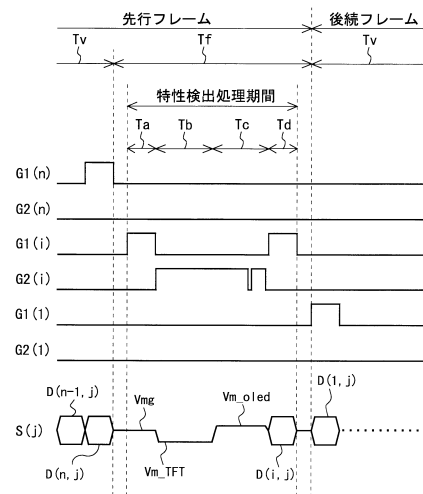 先行フレーム 後続フレーム
Tv Tf Tv
特性検出処理期間
Ta Tb Tc Td
G1(n)
G2(n)
G1(i)
G2(i)
G1(1)
G2(1)
D(n-1, j) Vmg Vm_oled D(1, j)
S(j)
D(n, j) Vm_TFT D(i, j)